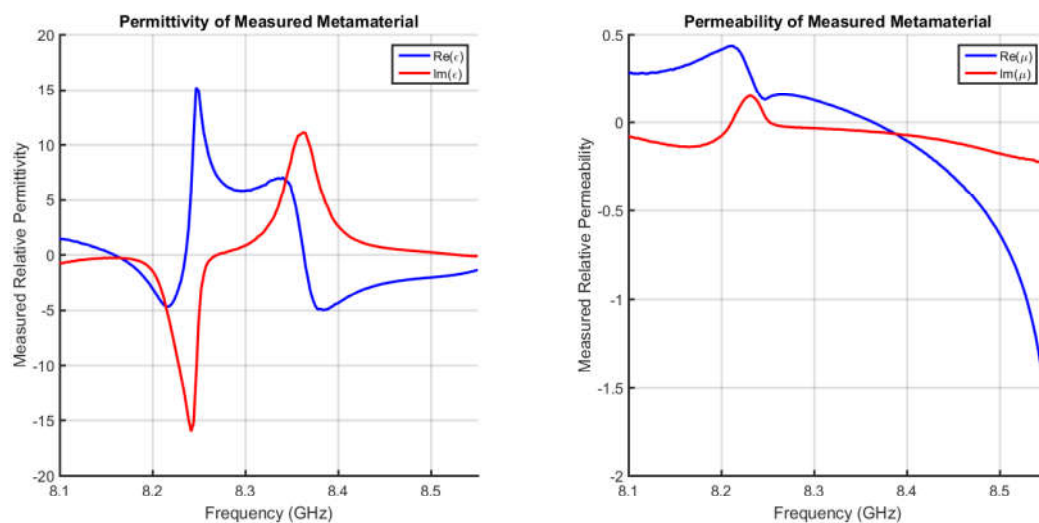 Permittivity of Measured Metamaterial
20
15
10
5
0
-5
-10
-15
-20
Measured Relative Permittivity
Re(ϵ)
Im(ϵ)
8.1
8.2
8.3
8.4
8.5
Frequency (GHz)
Permeability of Measured Metamaterial
0.5
0
-0.5
-1
-1.5
-2
Measured Relative Permeability
Re(μ)
Im(μ)
8.1
8.2
8.3
8.4
8.5
Frequency (GHz)